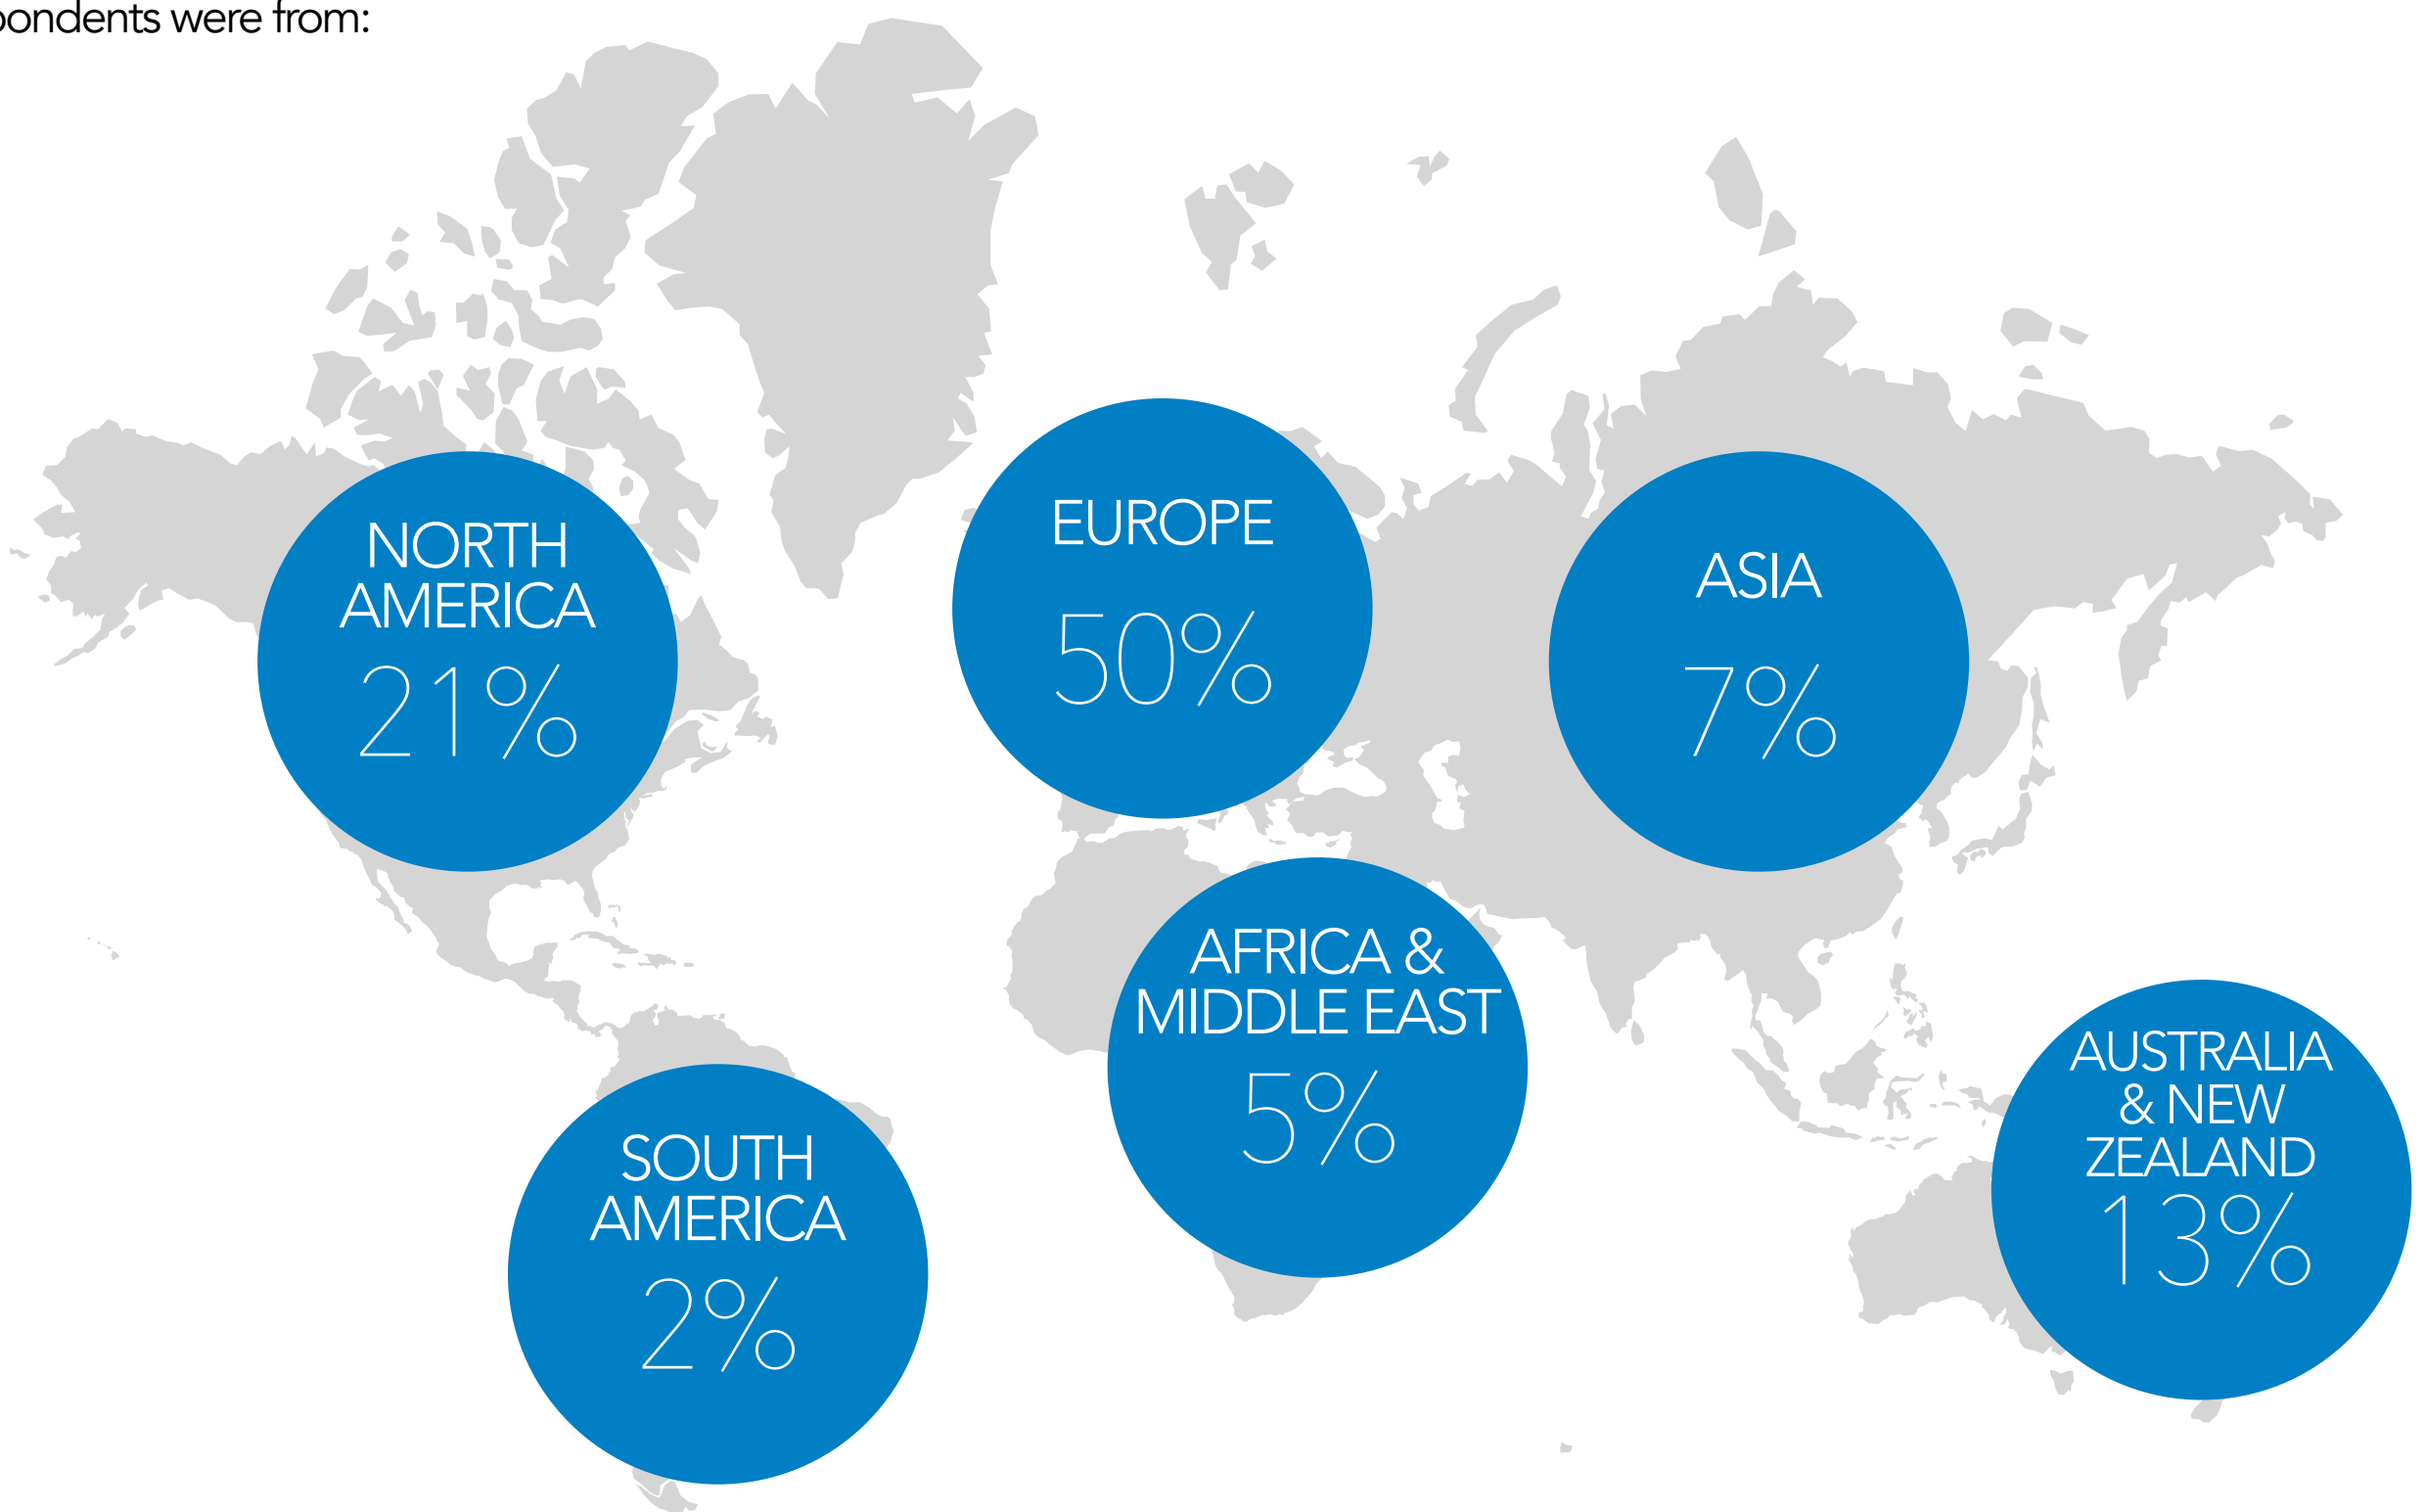 ondents were from:
NORTH
AMERICA
21%
EUROPE
50%
ASIA
7%
AFRICA &
MIDDLE EAST
5%
SOUTH
AMERICA
2%
AUSTRALIA
& NEW
ZEALAND
13%